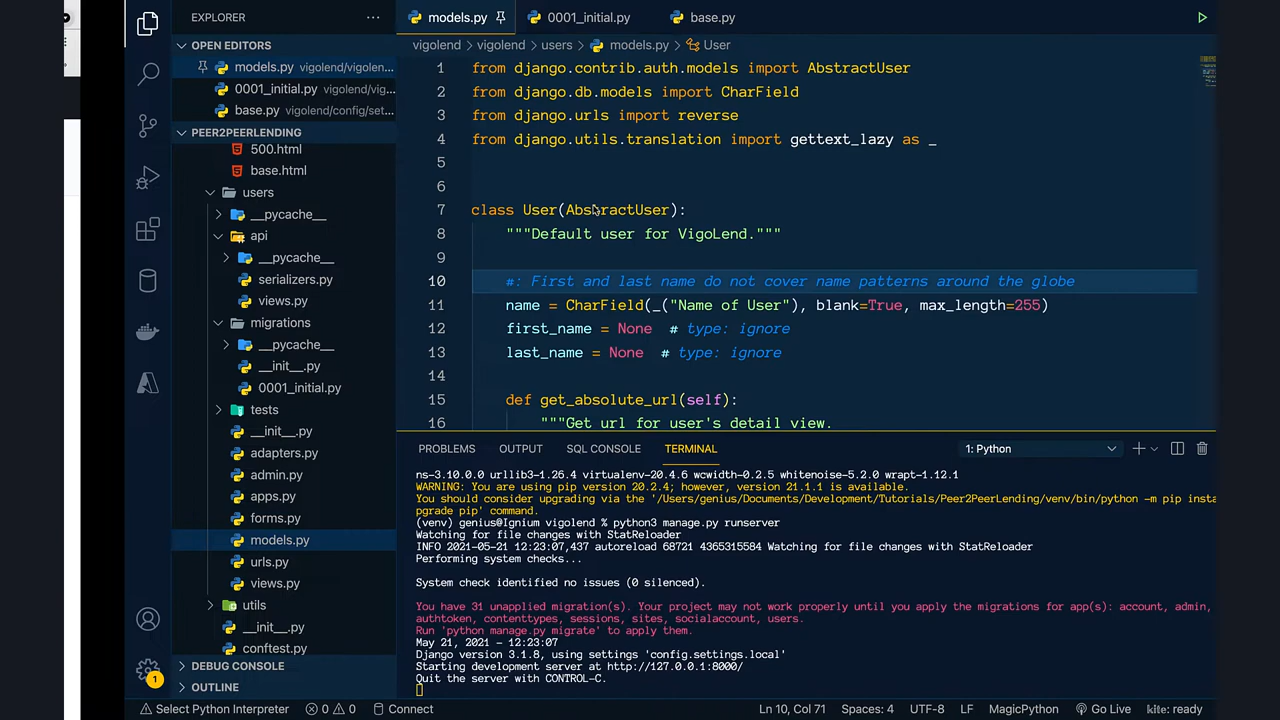 EXPLORER
OPEN EDITORS
models.py vigolend/vigolen...
0001_initial.py vigolend/vig...
base.py vigolend/config/set...
PEER2PEERLENDING
500.html
base.html
users
__pycache__
api
__pycache__
serializers.py
views.py
migrations
__pycache__
__init__.py
0001_initial.py
tests
__init__.py
adapters.py
admin.py
apps.py
forms.py
models.py
urls.py
views.py
utils
__init__.py
conftest.py
DEBUG CONSOLE
OUTLINE
models.py 0001_initial.py base.py
vigolend > vigolend > users > models.py > User
1 from django.contrib.auth.models import AbstractUser
2 from django.db.models import CharField
3 from django.urls import reverse
4 from django.utils.translation import gettext_lazy as _
5
6
7 class User(AbstractUser):
8 """Default user for VigoLend."""
9
10 #: First and last name do not cover name patterns around the globe
11 name = CharField(_("Name of User"), blank=True, max_length=255)
12 first_name = None # type: ignore
13 last_name = None # type: ignore
14
15 def get_absolute_url(self):
16 """Get url for user's detail view.
PROBLEMS OUTPUT SQL CONSOLE TERMINAL 1: Python
ns-3.10.0.0 urllib3-1.26.4 virtualenv-20.4.6 wcwidth-0.2.5 whitenoise-5.2.0 wrapt-1.12.1
WARNING: You are using pip version 20.2.4; however, version 21.1.1 is available.
You should consider upgrading via the '/Users/genius/Documents/Development/Tutorials/Peer2PeerLending/venv/bin/python -m pip insta
pgrade pip' command.
(venv) genius@Ignium vigolend % python3 manage.py runserver
Watching for file changes with StatReloader
INFO 2021-05-21 12:23:07,437 autoreload 68721 4365315584 Watching for file changes with StatReloader
Performing system checks...
System check identified no issues (0 silenced).
You have 31 unapplied migration(s). Your project may not work properly until you apply the migrations for app(s): account, admin,
authtoken, contenttypes, sessions, sites, socialaccount, users.
Run 'python manage.py migrate' to apply them.
May 21, 2021 - 12:23:07
Django version 3.1.8, using settings 'config.settings.local'
Starting development server at http://127.0.0.1:8000/
Quit the server with CONTROL-C.
1
Select Python Interpreter 0 0 Connect Ln 10, Col 71 Spaces: 4 UTF-8 LF Python MagicPython Go Live kite: ready